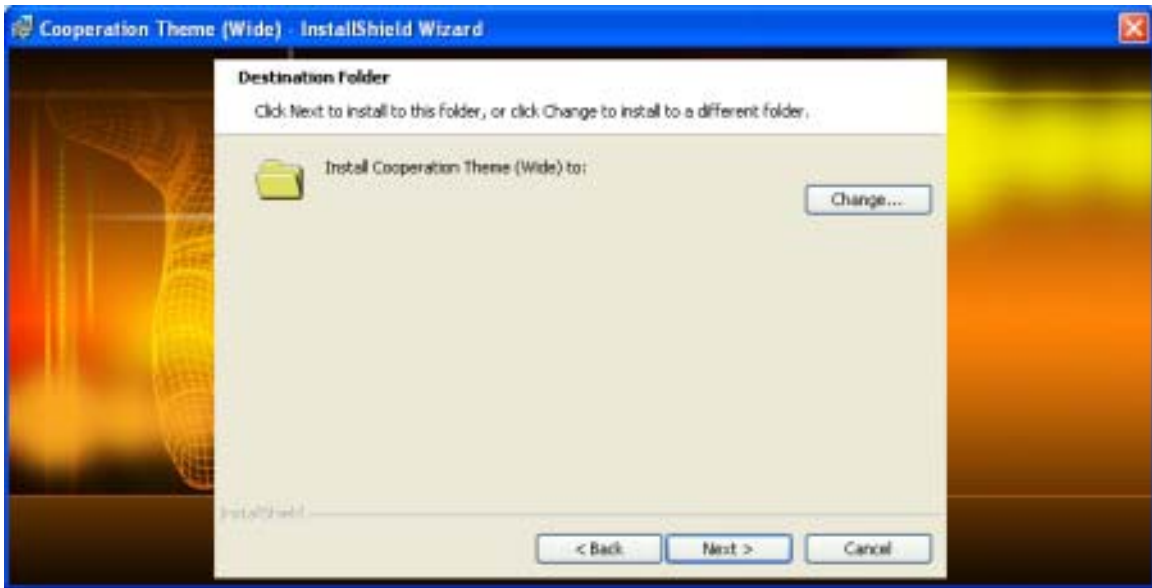 Cooperation Theme (Wide) - InstallShield Wizard
Destination Folder
Click Next to install to this folder, or click Change to install to a different folder.
Install Cooperation Theme (Wide) to:
Change...
InstallShield
< Back
Next >
Cancel